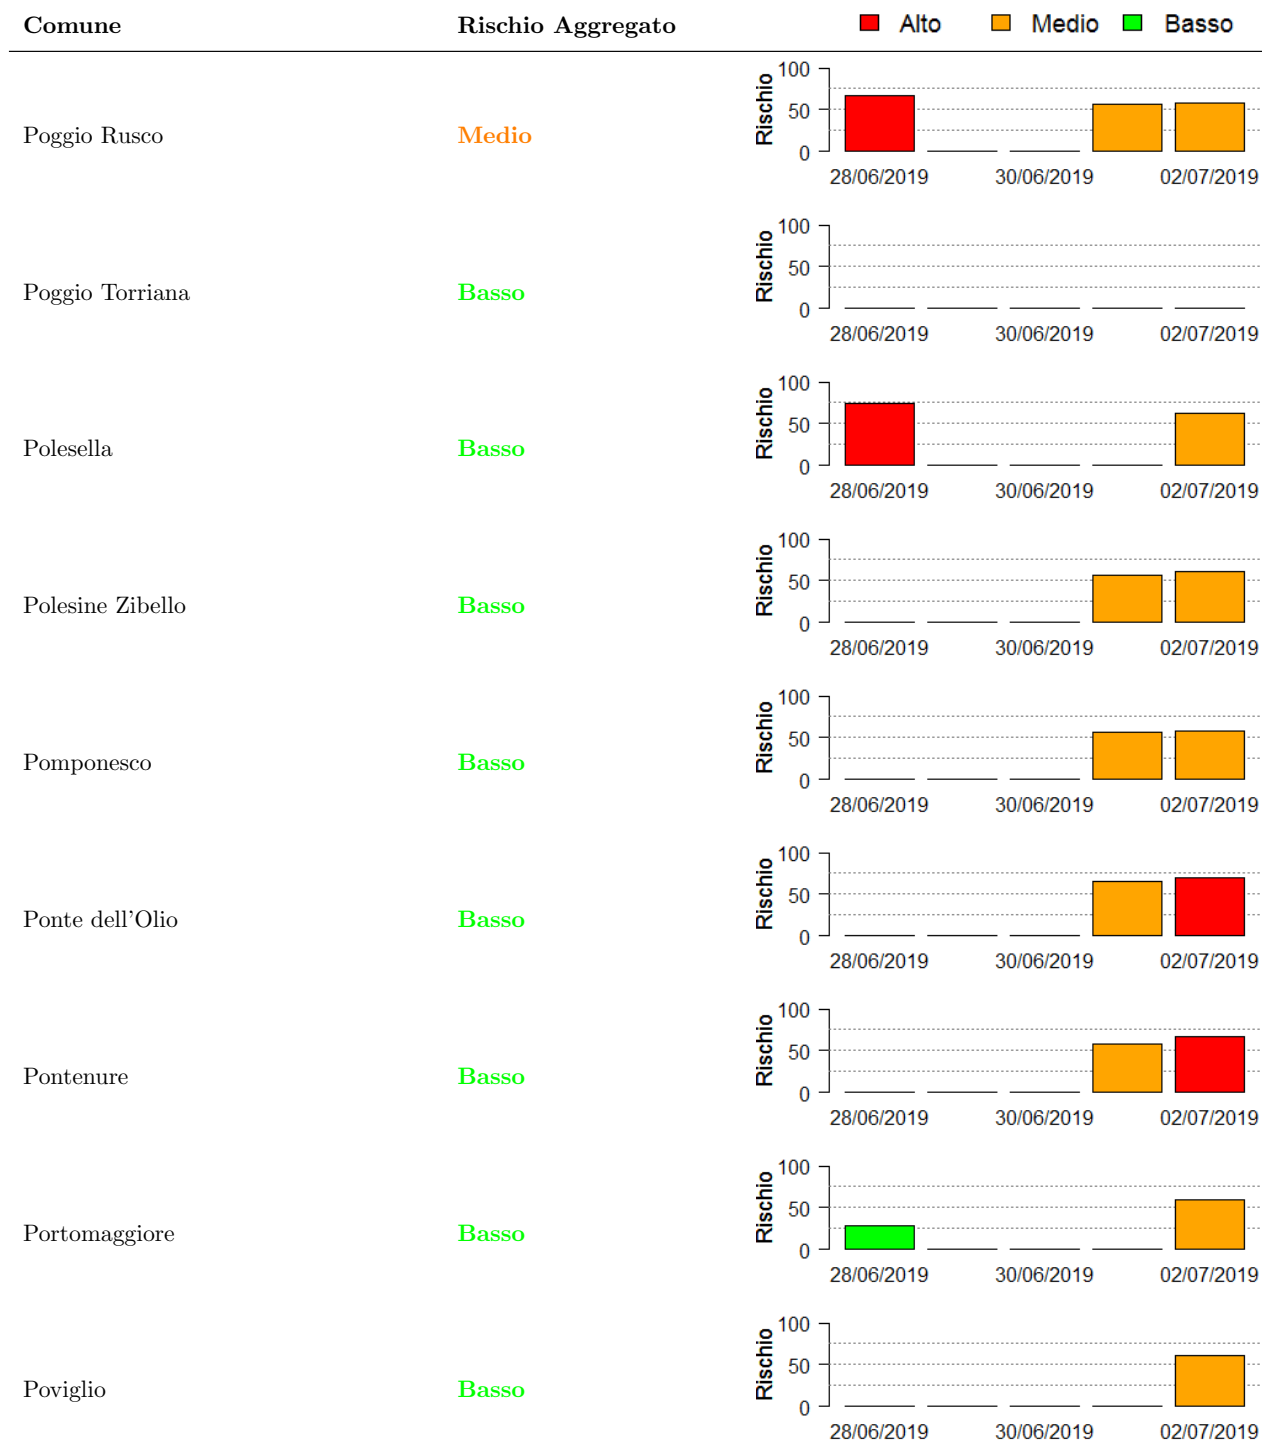 Comune Rischio Aggregato Alto Medio Basso
Poggio Rusco Medio
Rischio
100
50
0
28/06/2019 30/06/2019 02/07/2019
Poggio Torriana Basso
Rischio
100
50
0
28/06/2019 30/06/2019 02/07/2019
Polesella Basso
Rischio
100
50
0
28/06/2019 30/06/2019 02/07/2019
Polesine Zibello Basso
Rischio
100
50
0
28/06/2019 30/06/2019 02/07/2019
Pomponesco Basso
Rischio
100
50
0
28/06/2019 30/06/2019 02/07/2019
Ponte dell'Olio Basso
Rischio
100
50
0
28/06/2019 30/06/2019 02/07/2019
Pontenure Basso
Rischio
100
50
0
28/06/2019 30/06/2019 02/07/2019
Portomaggiore Basso
Rischio
100
50
0
28/06/2019 30/06/2019 02/07/2019
Poviglio Basso
Rischio
100
50
0
28/06/2019 30/06/2019 02/07/2019